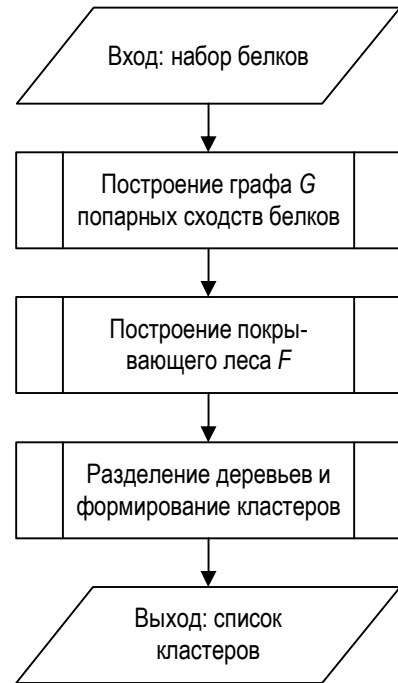 Вход: набор белков
Построение графа G
попарных сходств белков
Построение покры-
вающего леса F
Разделение деревьев и
формирование кластеров
Выход: список
кластеров